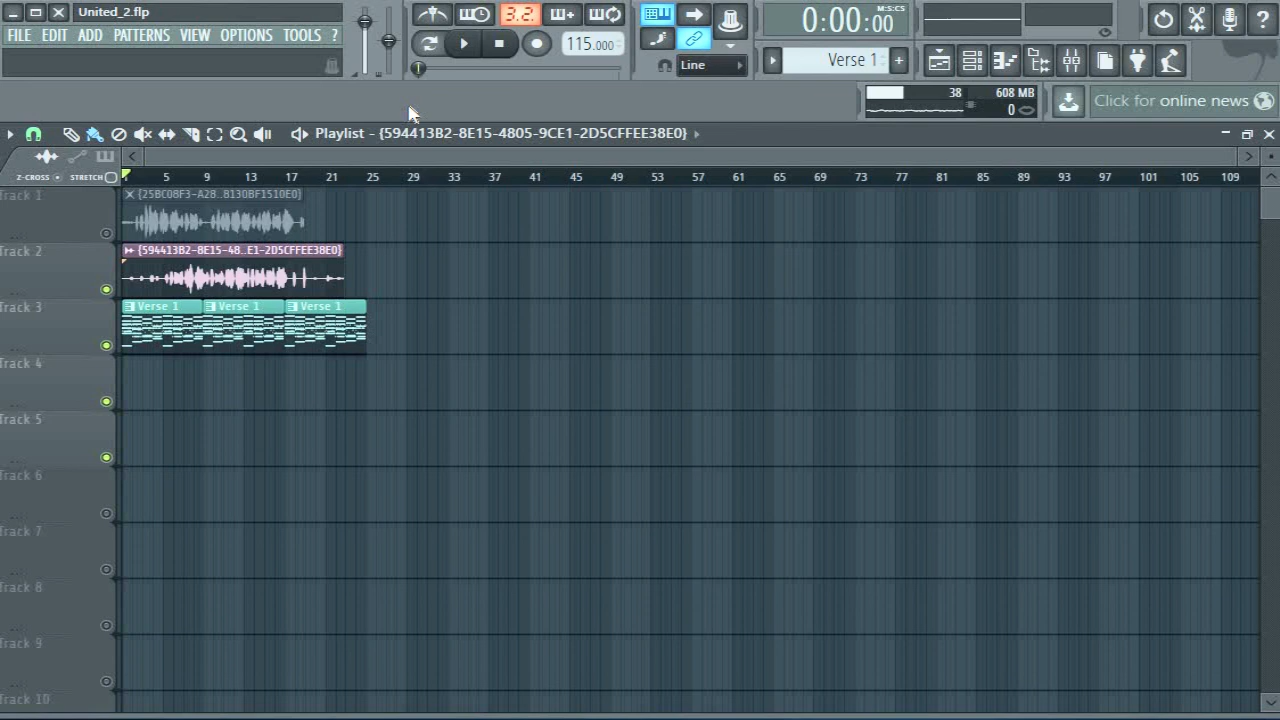 United_2.flp
FILE EDIT ADD PATTERNS VIEW OPTIONS TOOLS ?
3.2.
115.000
Line
0:00:00
M:S:CS
Verse 1
38
608 MB
0
Click for online news
Playlist - {594413B2-8E15-4805-9CE1-2D5CFFEE38E0}
Z-CROSS STRETCH
5 9 13 17 21 25 29 33 37 41 45 49 53 57 61 65 69 73 77 81 85 89 93 97 101 105 109
Track 1
{25BC08F3-A28..8130BF1510E0}
Track 2
{594413B2-8E15-48..E1-2D5CFFEE38E0}
Track 3
Verse 1 Verse 1 Verse 1
Track 4
Track 5
Track 6
Track 7
Track 8
Track 9
Track 10